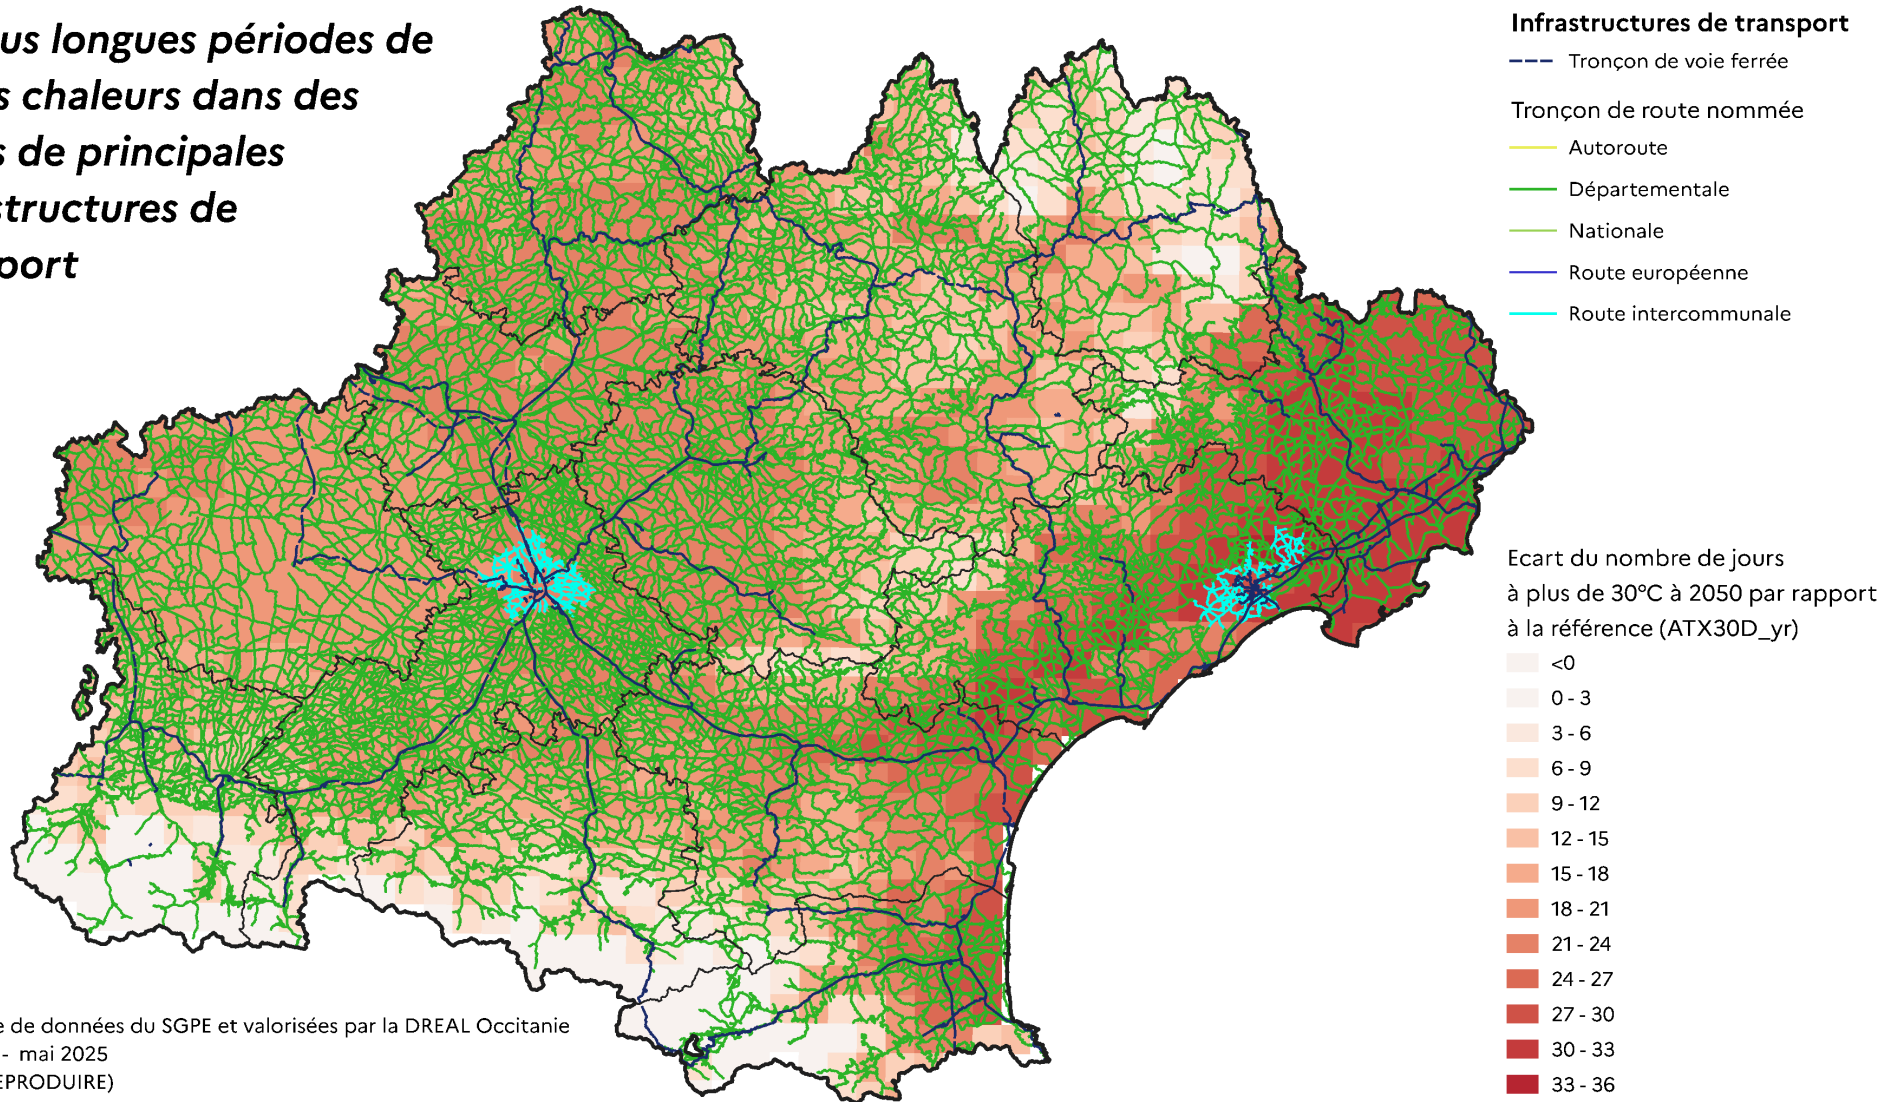 us longues périodes de
s chaleurs dans des
s de principales
structures de
port
Infrastructures de transport
Tronçon de voie ferrée
Tronçon de route nommée
Autoroute
Départementale
Nationale
Route européenne
Route intercommunale
Ecart du nombre de jours
à plus de 30°C à 2050 par rapport
à la référence (ATX30D_yr)
<0
0 - 3
3 - 6
6 - 9
9 - 12
12 - 15
15 - 18
18 - 21
21 - 24
24 - 27
27 - 30
30 - 33
33 - 36
e de données du SGPE et valorisées par la DREAL Occitanie
- mai 2025
EPRODUIRE)